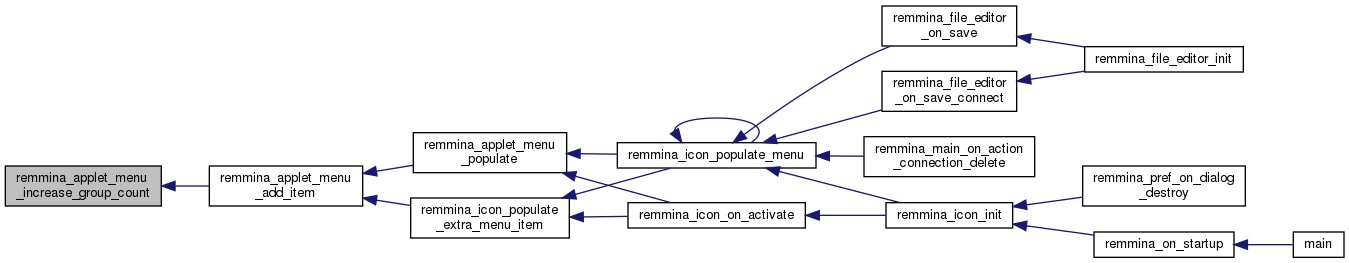 remmina_applet_menu
_increase_group_count
remmina_applet_menu
_add_item
remmina_applet_menu
_populate
remmina_icon_populate
_extra_menu_item
remmina_icon_populate_menu
remmina_icon_on_activate
remmina_file_editor
_on_save
remmina_file_editor
_on_save_connect
remmina_main_on_action
_connection_delete
remmina_icon_init
remmina_file_editor_init
remmina_pref_on_dialog
_destroy
remmina_on_startup
main